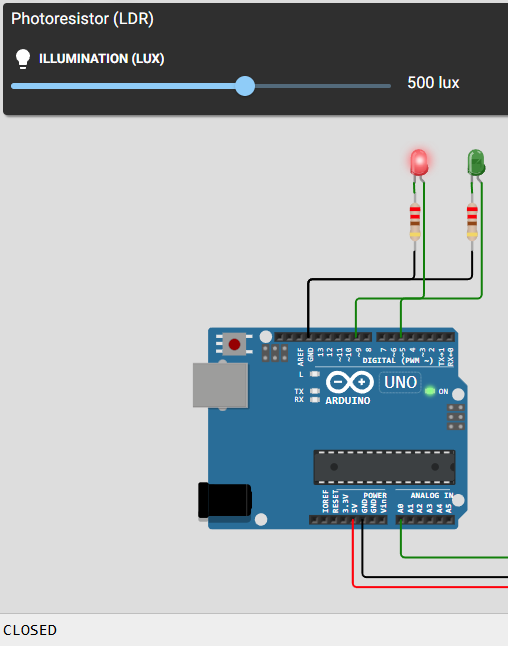 Photoresistor (LDR)
ILLUMINATION (LUX)
500 lux
AREF
GND
13
12
~11
~10
~9
8
7
~6
~5
4
~3
2
TX→1
RX←0
DIGITAL (PWM ~)
L
TX
RX
UNO
ON
ARDUINO
IOREF
RESET
3.3V
5V
GND
GND
Vin
POWER
ANALOG IN
A0
A1
A2
A3
A4
A5
CLOSED